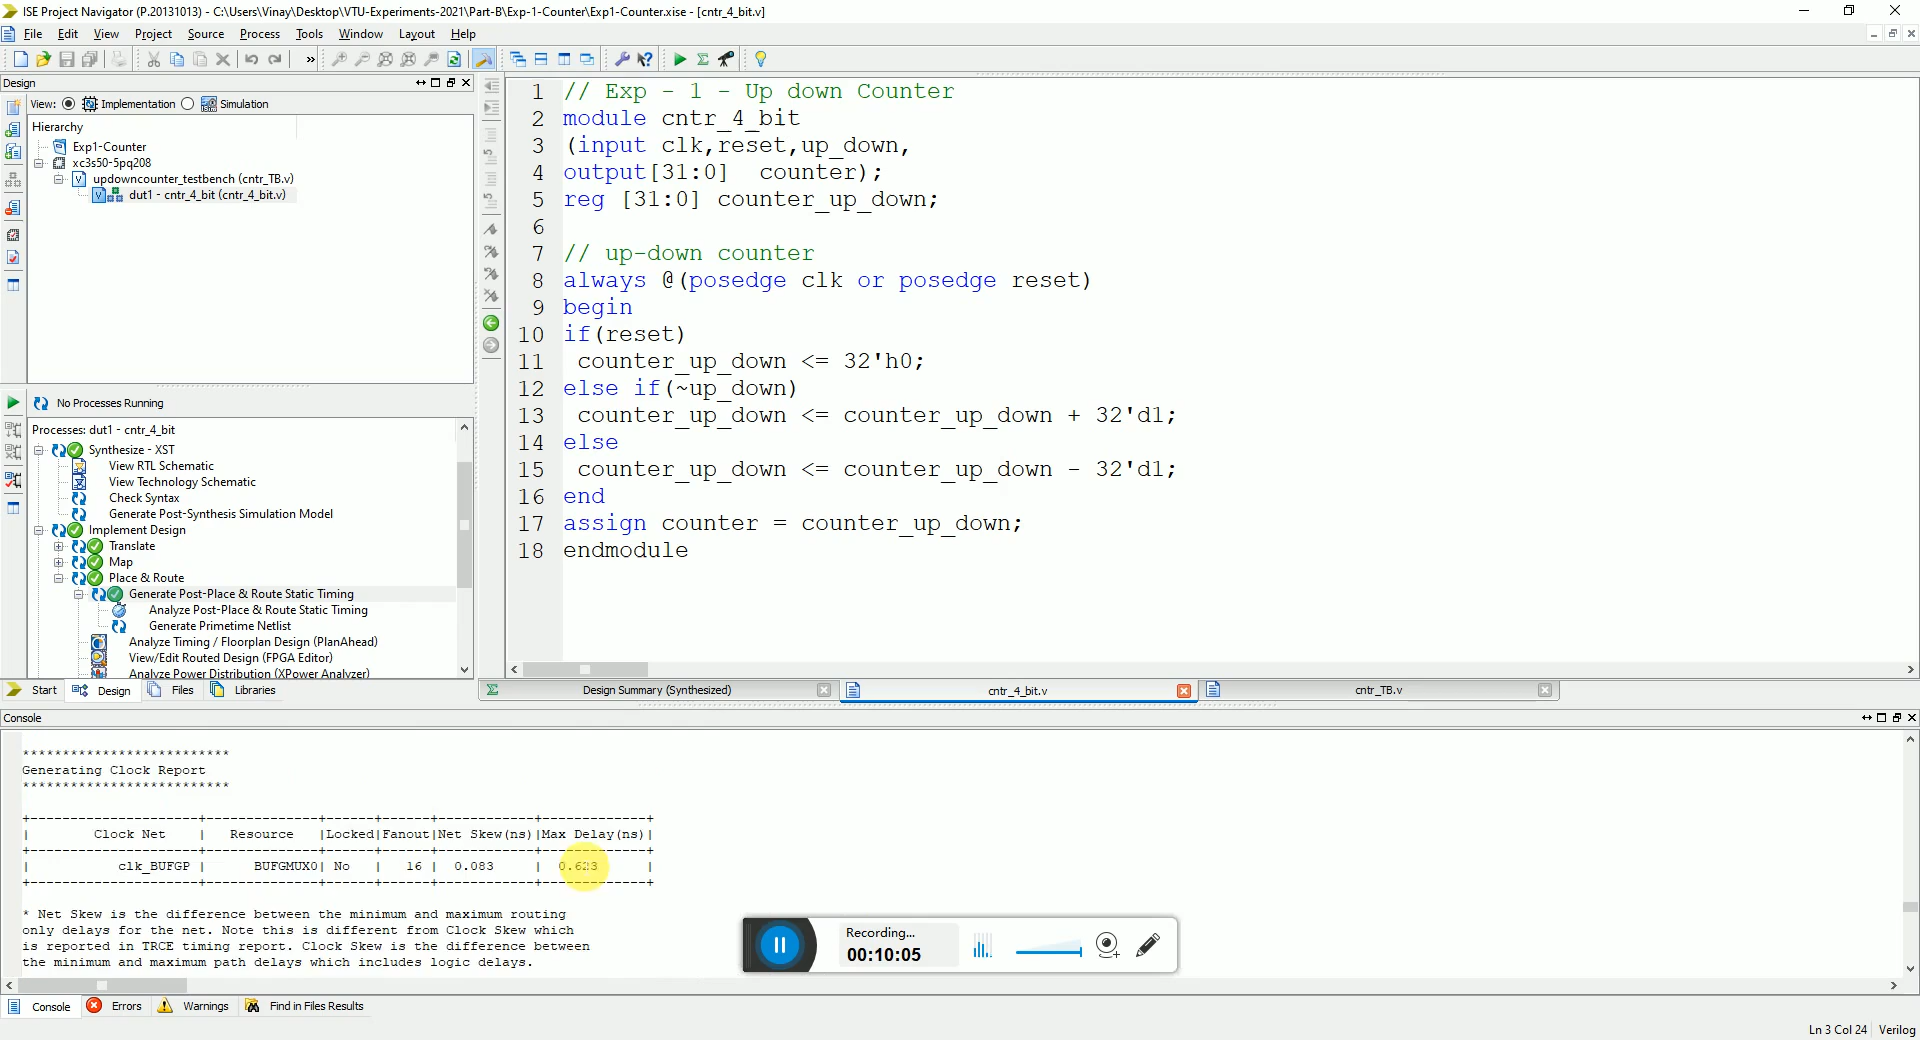 ISE Project Navigator (P.20131013) - C:\Users\Vinay\Desktop\VTU-Experiments-2021\Part-B\Exp-1-Counter\Exp1-Counter.xise - [cntr_4_bit.v]
File Edit View Project Source Process Tools Window Layout Help
Design
View: Implementation Simulation
Hierarchy
Exp1-Counter
xc3s50-5pq208
updowncounter_testbench (cntr_TB.v)
dut1 - cntr_4_bit (cntr_4_bit.v)
No Processes Running
Processes: dut1 - cntr_4_bit
Synthesize - XST
View RTL Schematic
View Technology Schematic
Check Syntax
Generate Post-Synthesis Simulation Model
Implement Design
Translate
Map
Place & Route
Generate Post-Place & Route Static Timing
Analyze Post-Place & Route Static Timing
Generate Primetime Netlist
Analyze Timing / Floorplan Design (PlanAhead)
View/Edit Routed Design (FPGA Editor)
Analyze Power Distribution (XPower Analyzer)
Start Design Files Libraries
1 // Exp - 1 - Up down Counter
2 module cntr_4_bit
3 (input clk,reset,up_down,
4 output[31:0]  counter);
5 reg [31:0] counter_up_down;
6
7 // up-down counter
8 always @(posedge clk or posedge reset)
9 begin
10 if(reset)
11  counter_up_down <= 32'h0;
12 else if(~up_down)
13  counter_up_down <= counter_up_down + 32'd1;
14 else
15  counter_up_down <= counter_up_down - 32'd1;
16 end
17 assign counter = counter_up_down;
18 endmodule
Design Summary (Synthesized) cntr_4_bit.v cntr_TB.v
Console
**************************
Generating Clock Report
**************************
+---------------------+--------------+------+------+------------+-------------+
| Clock Net | Resource |Locked|Fanout|Net Skew(ns)|Max Delay(ns)|
+---------------------+--------------+------+------+------------+-------------+
| clk_BUFGP | BUFGMUX0| No | 16 | 0.083 | 0.623 |
+---------------------+--------------+------+------+------------+-------------+
* Net Skew is the difference between the minimum and maximum routing
only delays for the net. Note this is different from Clock Skew which
is reported in TRCE timing report. Clock Skew is the difference between
the minimum and maximum path delays which includes logic delays.
Recording...
00:10:05
Console Errors Warnings Find in Files Results
Ln 3 Col 24 Verilog